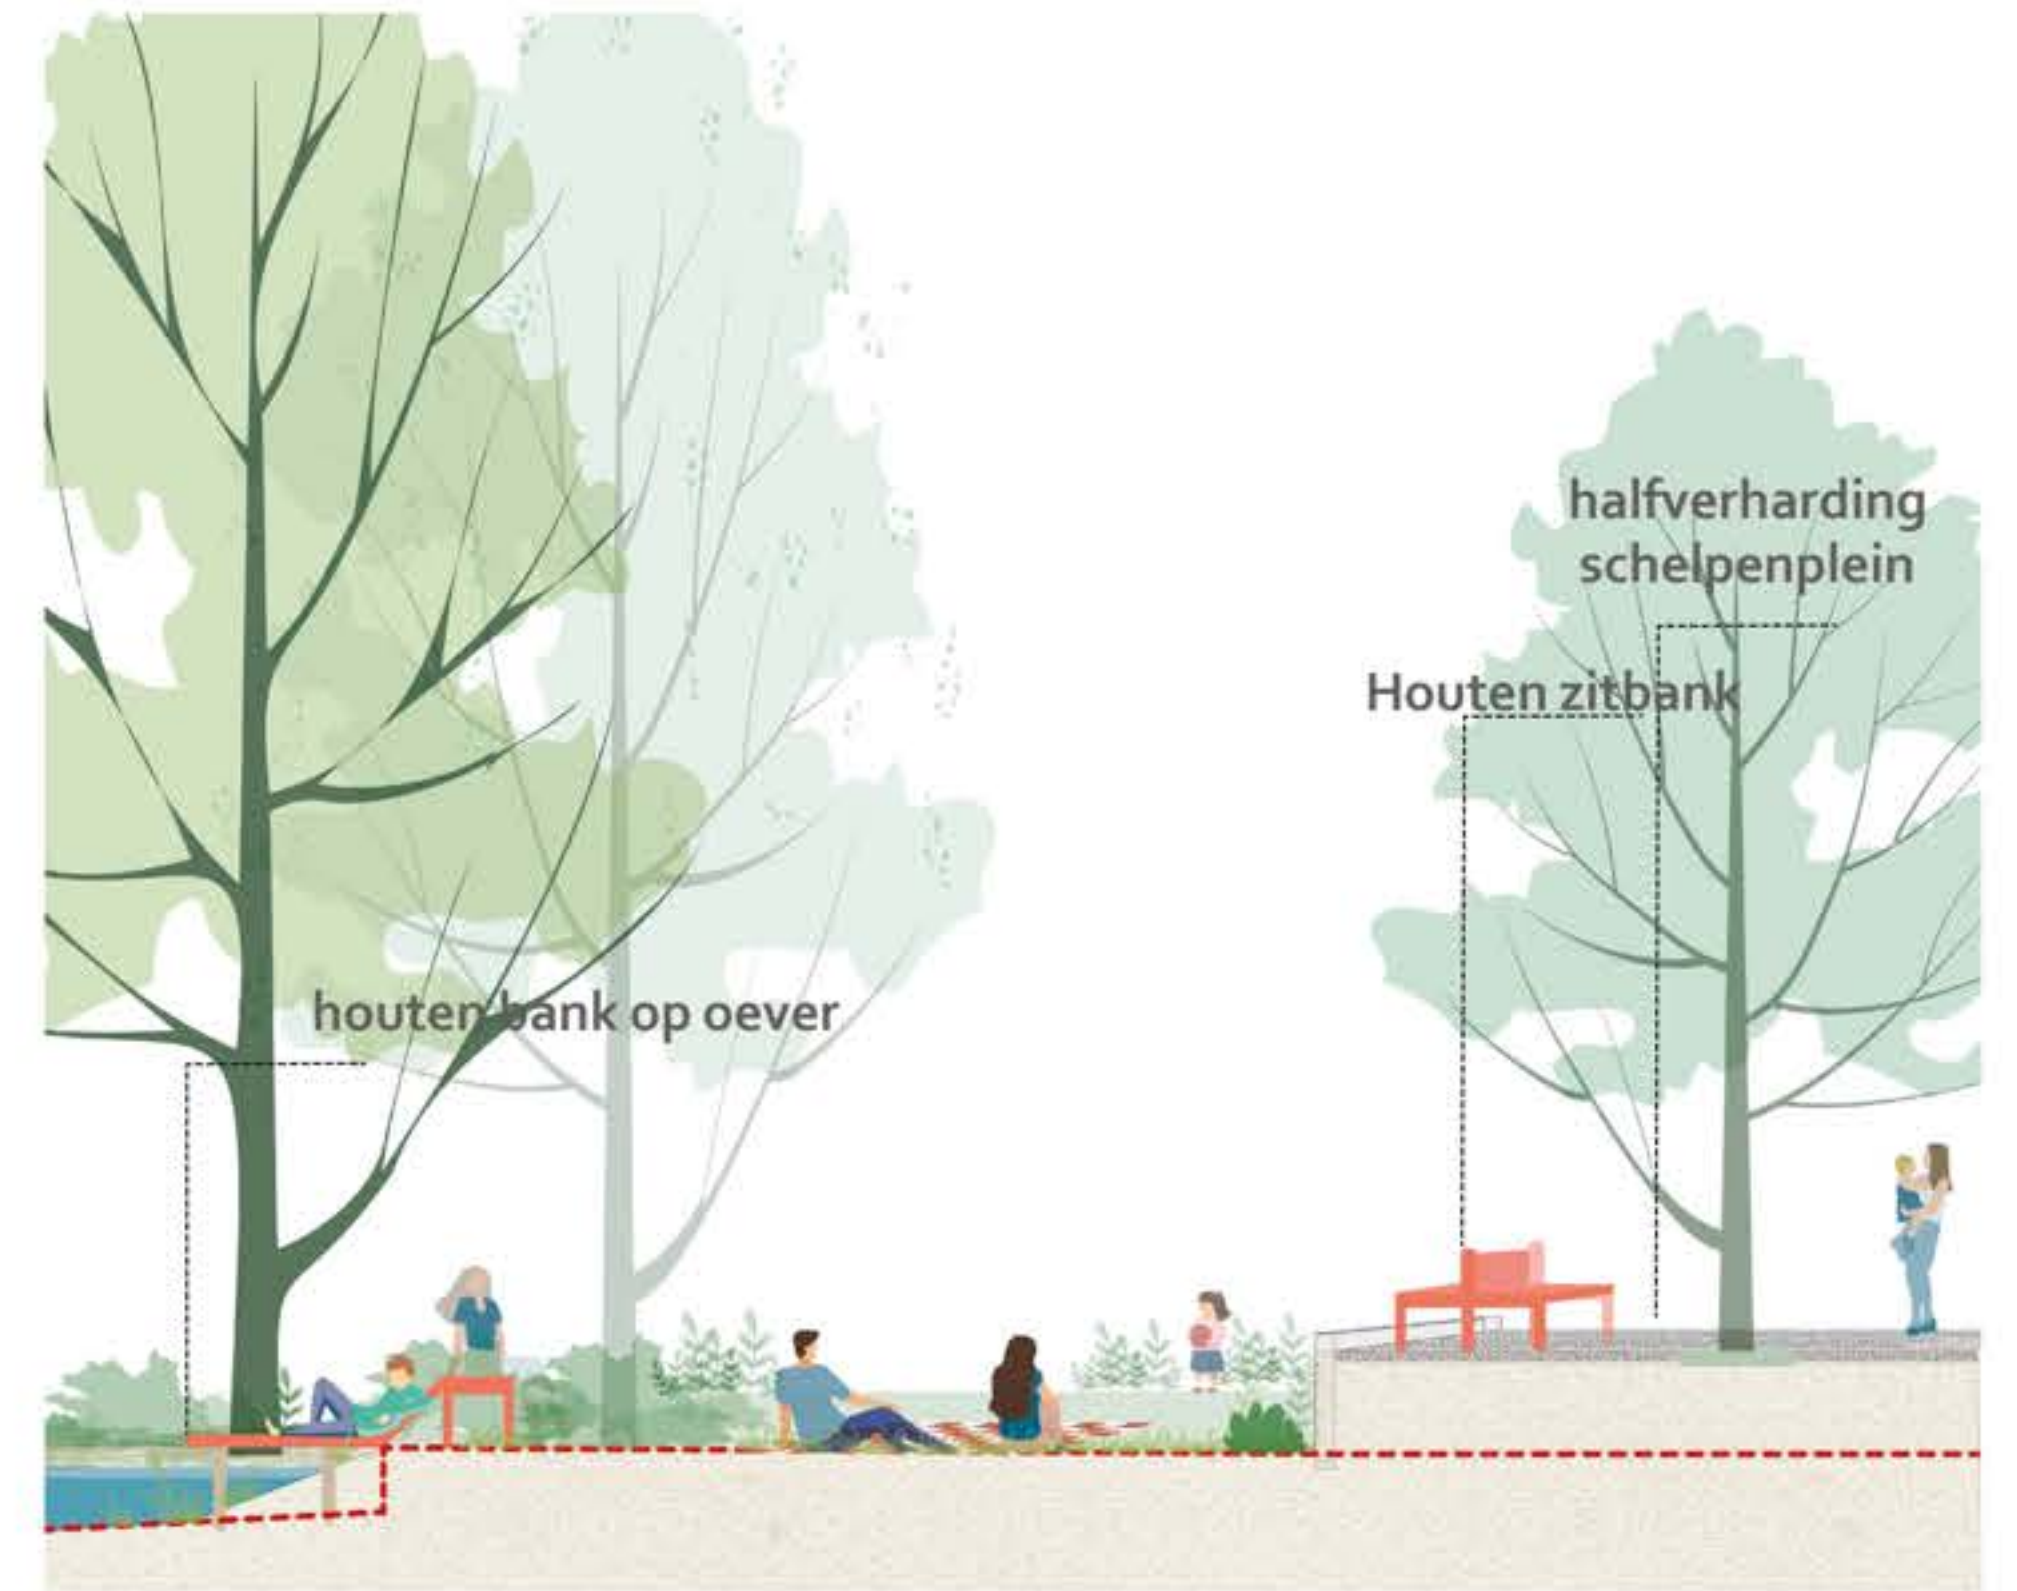 halfverharding
schelpenplein
Houten zitbank
houten bank op oever